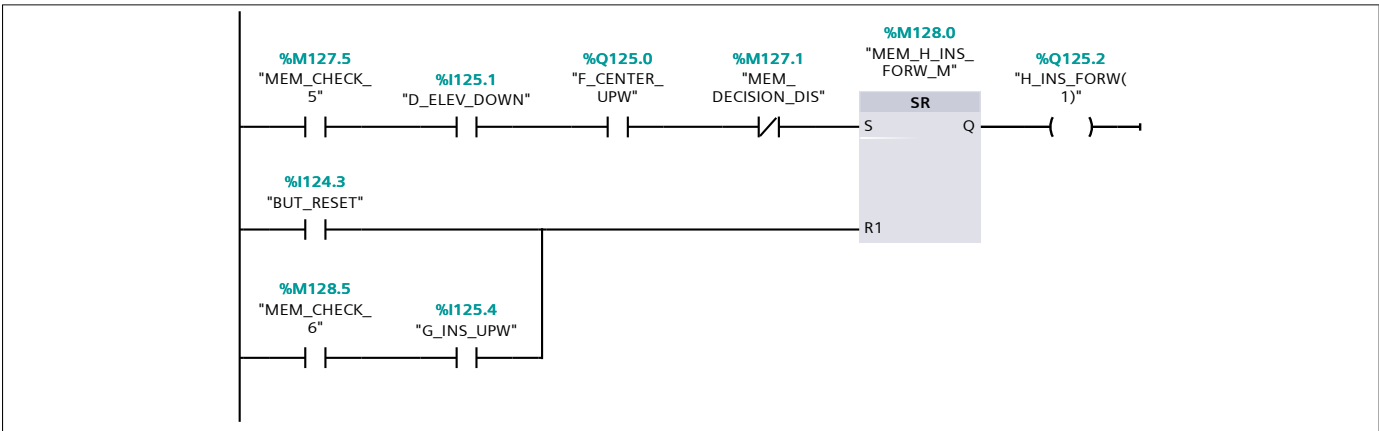 %M128.0
"MEM_H_INS_
FORW_M"
%M127.5
"MEM_CHECK_
5"
%I125.1
"D_ELEV_DOWN"
%Q125.0
"F_CENTER_
UPW"
%M127.1
"MEM_
DECISION_DIS"
%Q125.2
"H_INS_FORW(
1)"
SR
S
Q
%I124.3
"BUT_RESET"
R1
%M128.5
"MEM_CHECK_
6"
%I125.4
"G_INS_UPW"